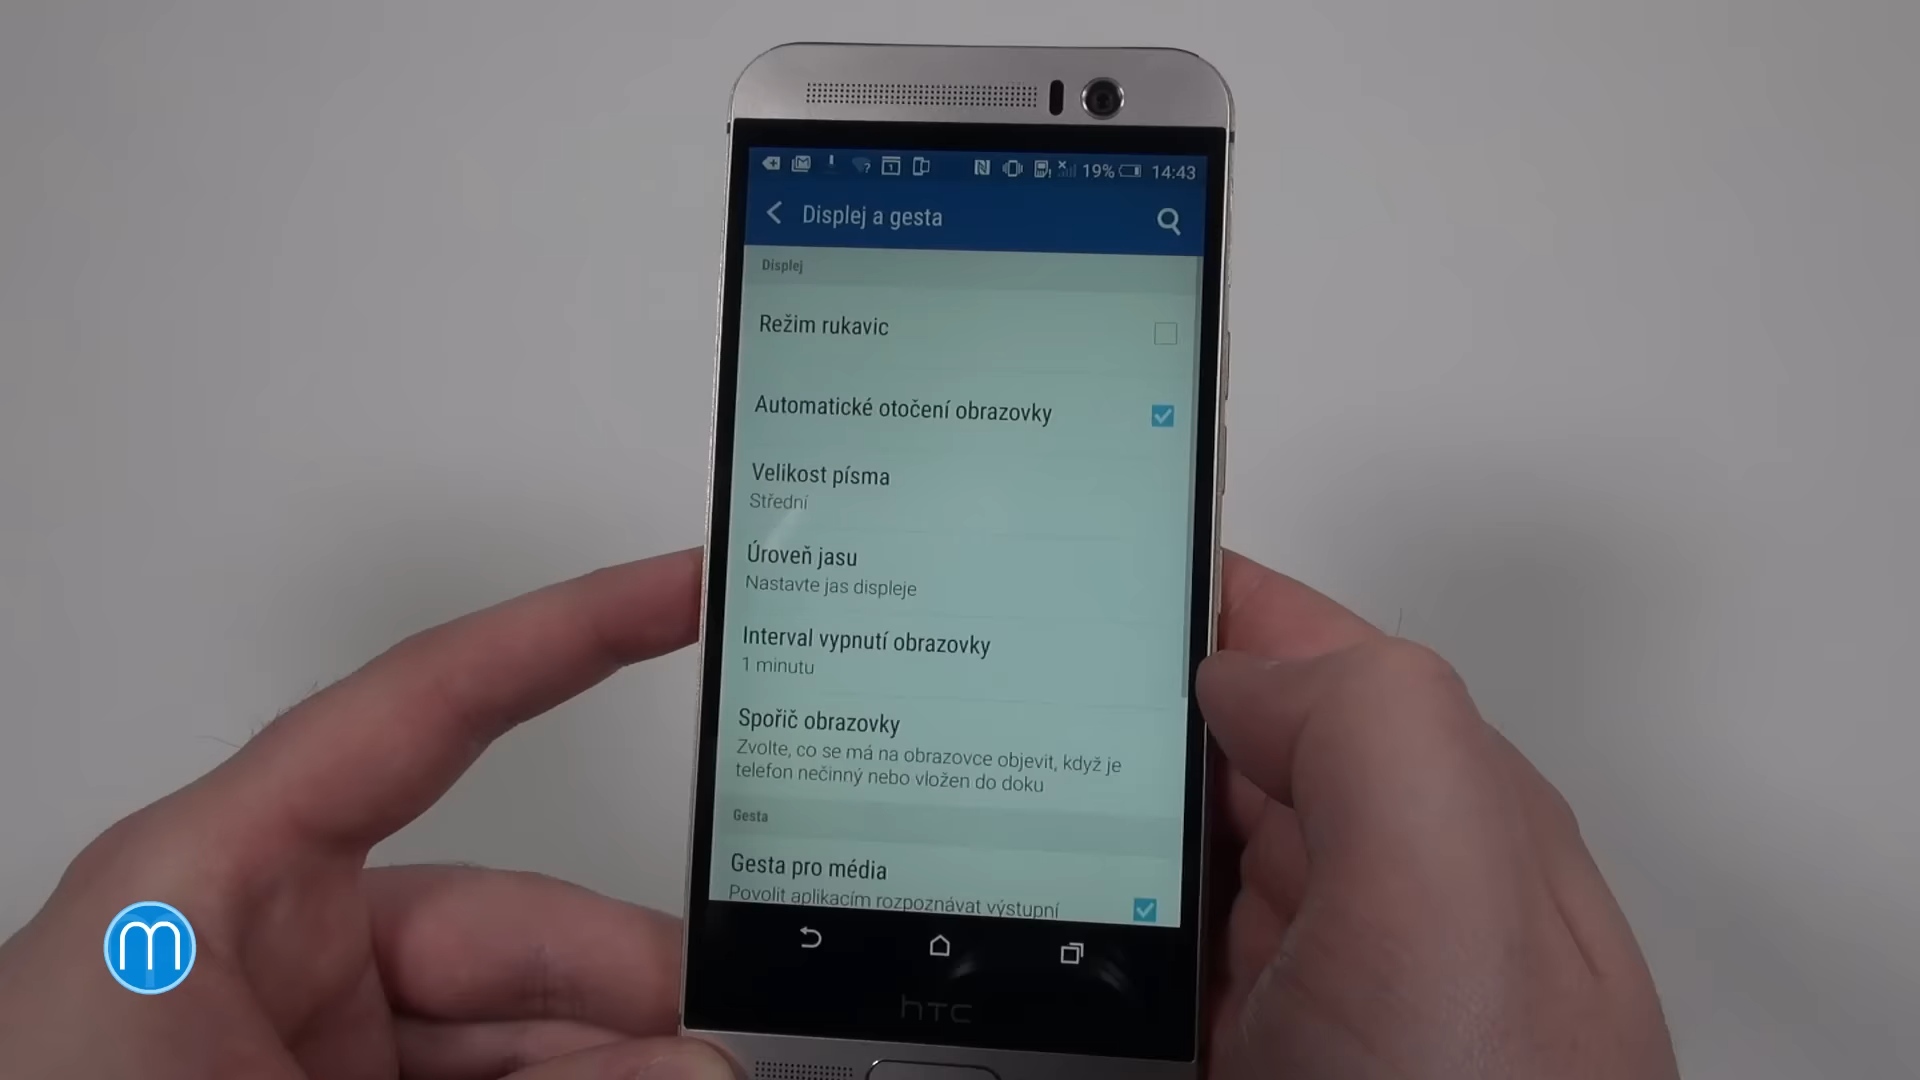 19% 14:43
Displej a gesta
Displej
Režim rukavic
Automatické otočení obrazovky
Velikost písma
Střední
Úroveň jasu
Nastavte jas displeje
Interval vypnutí obrazovky
1 minutu
Spořič obrazovky
Zvolte, co se má na obrazovce objevit, když je
telefon nečinný nebo vložen do doku
Gesta
Gesta pro média
Povolit aplikacím rozpoznávat výstupní
hTC
m